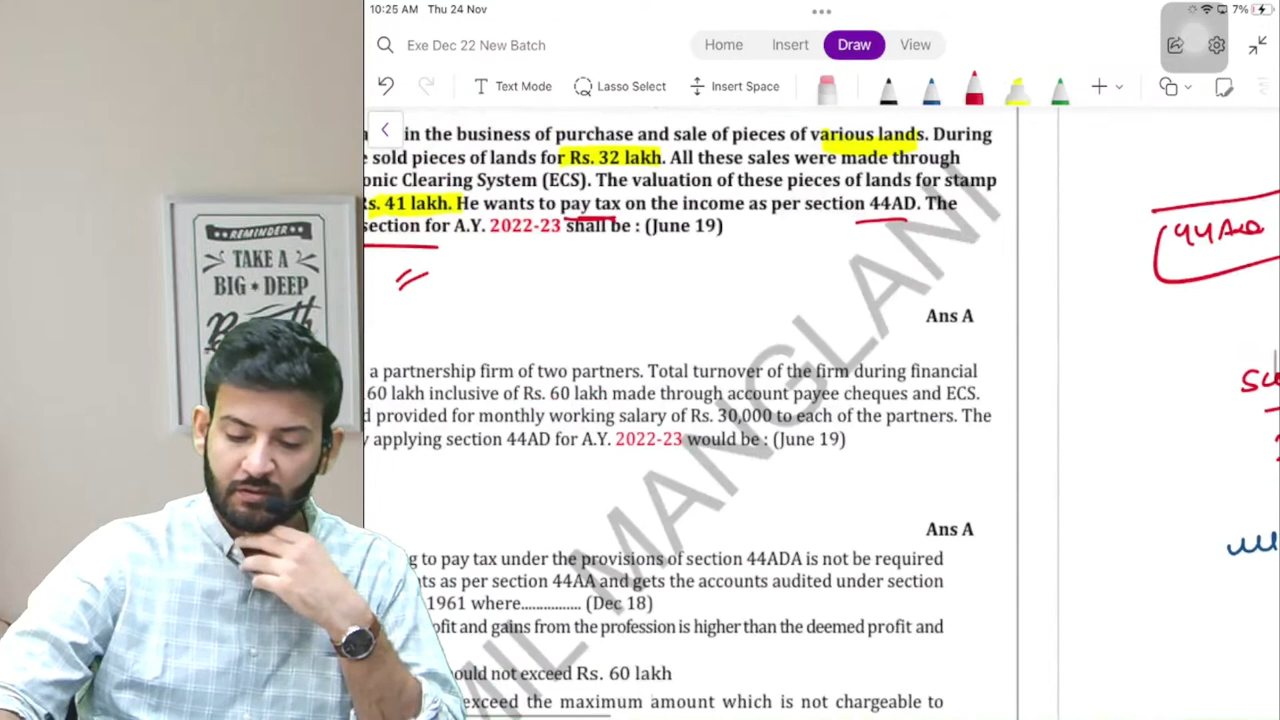 10:25 AM Thu 24 Nov
7%
Exe Dec 22 New Batch
Home Insert Draw View
Text Mode Lasso Select Insert Space
in the business of purchase and sale of pieces of various lands. During
sold pieces of lands for Rs. 32 lakh. All these sales were made through
onic Clearing System (ECS). The valuation of these pieces of lands for stamp
Rs. 41 lakh. He wants to pay tax on the income as per section 44AD. The
section for A.Y. 2022-23 shall be : (June 19)
Ans A
a partnership firm of two partners. Total turnover of the firm during financial
60 lakh inclusive of Rs. 60 lakh made through account payee cheques and ECS.
provided for monthly working salary of Rs. 30,000 to each of the partners. The
applying section 44AD for A.Y. 2022-23 would be : (June 19)
Ans A
g to pay tax under the provisions of section 44ADA is not be required
ts as per section 44AA and gets the accounts audited under section
1961 where................ (Dec 18)
ofit and gains from the profession is higher than the deemed profit and
ould not exceed Rs. 60 lakh
exceed the maximum amount which is not chargeable to
MIL MANGLANI
REMINDER
TAKE A
BIG • DEEP
Breath